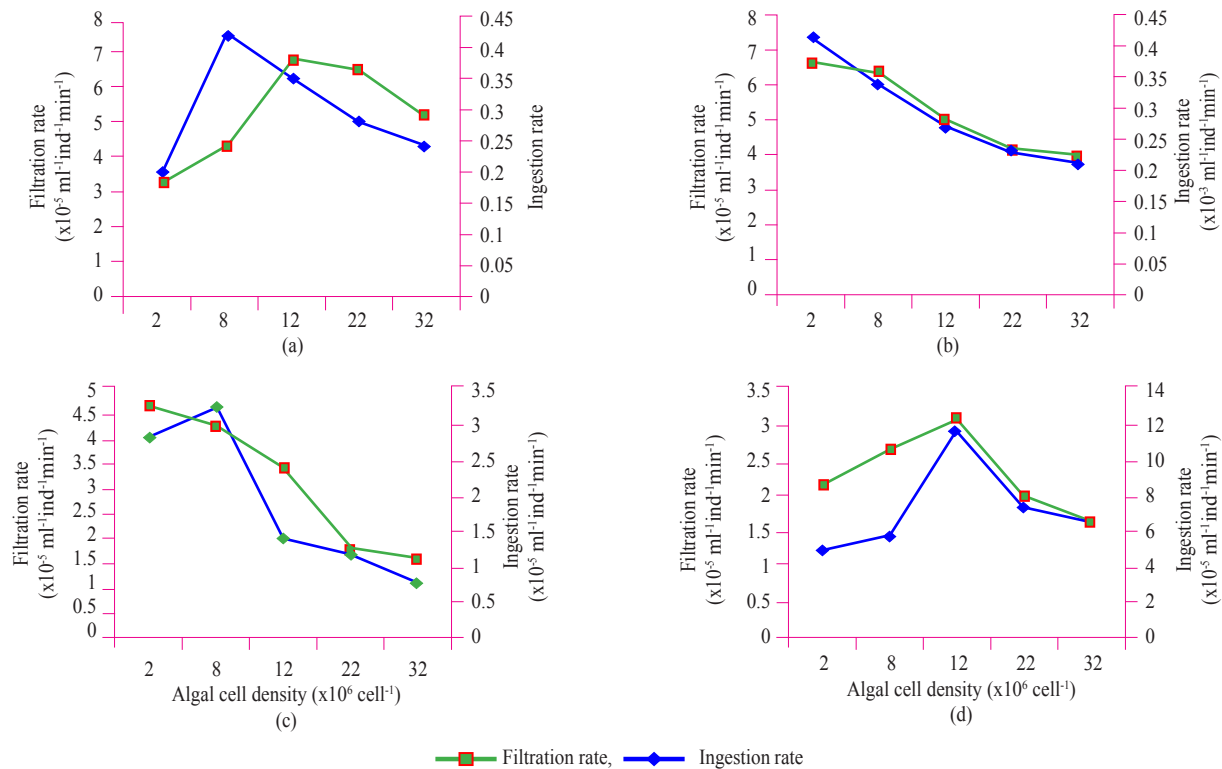 8
7
6
5
4
3
2
1
0
Filtration rate
(x10⁻⁵ ml⁻¹ind⁻¹min⁻¹)
0.45
0.4
0.35
0.3
0.25
0.2
0.15
0.1
0.05
0
Ingestion rate
2 8 12 22 32
(a)
8
7
6
5
4
3
2
1
0
Filtration rate
(x10⁻⁵ ml⁻¹ind⁻¹min⁻¹)
0.45
0.4
0.35
0.3
0.25
0.2
0.15
0.1
0.05
0
Ingestion rate
(x10⁻³ ml⁻¹ind⁻¹min⁻¹)
2 8 12 22 32
(b)
5
4.5
4
3.5
3
2.5
2
1.5
1
0.5
0
Filtration rate
(x10⁻⁵ ml⁻¹ind⁻¹min⁻¹)
3.5
3
2.5
2
1.5
1
0.5
0
Ingestion rate
(x10⁻⁵ ml⁻¹ind⁻¹min⁻¹)
2 8 12 22 32
Algal cell density (x10⁶ cell⁻¹)
(c)
3.5
3
2.5
2
1.5
1
0.5
0
Filtration rate
(x10⁻⁵ ml⁻¹ind⁻¹min⁻¹)
14
12
10
8
6
4
2
0
Ingestion rate
(x10⁻⁵ ml⁻¹ind⁻¹min⁻¹)
2 8 12 22 32
Algal cell density (x10⁶ cell⁻¹)
(d)
Filtration rate, Ingestion rate